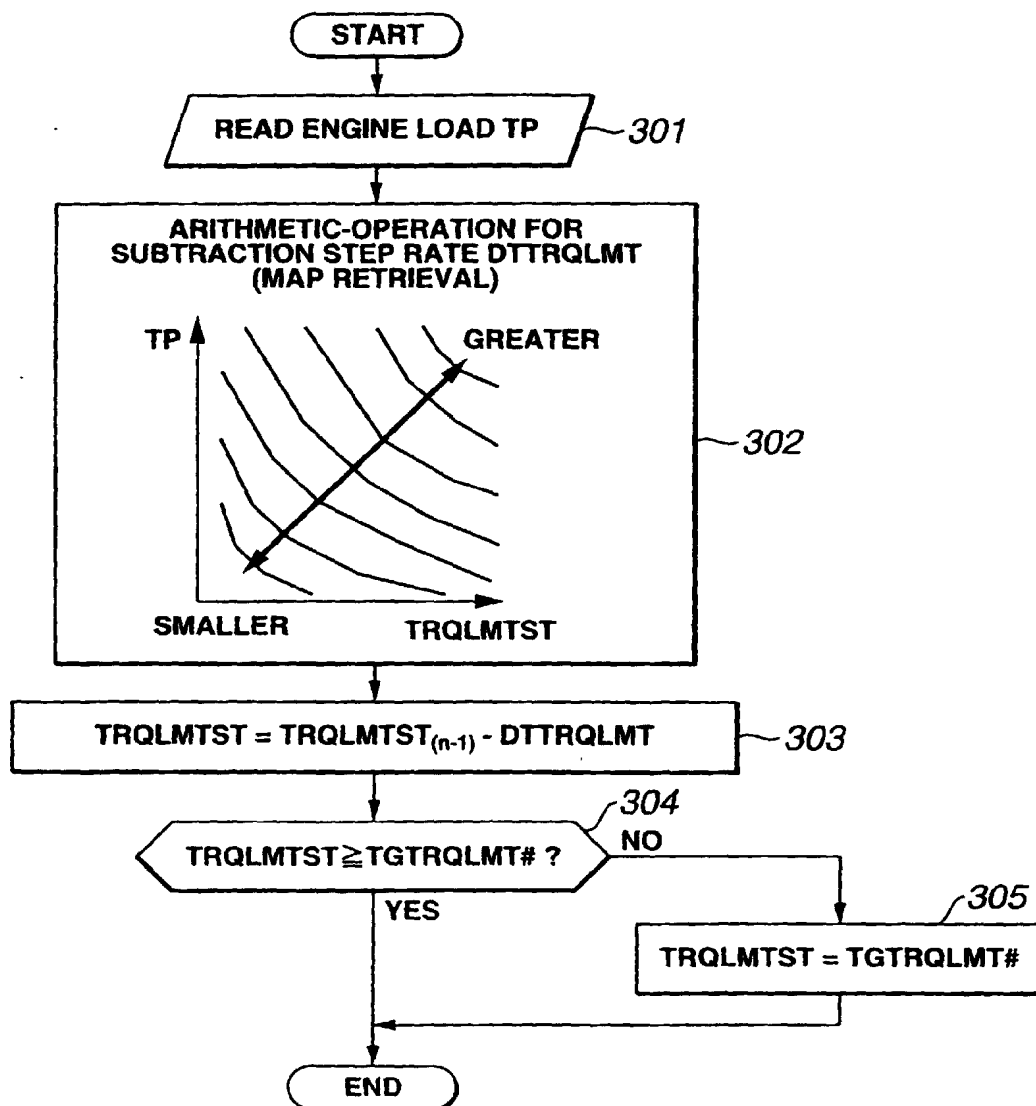 START
READ ENGINE LOAD TP
301
ARITHMETIC-OPERATION FOR
SUBTRACTION STEP RATE DTTRQLMT
(MAP RETRIEVAL)
TP
GREATER
302
SMALLER
TRQLMTST
TRQLMTST = TRQLMTST(n-1) - DTTRQLMT
303
304
TRQLMTST≧TGTRQLMT# ?
NO
YES
305
TRQLMTST = TGTRQLMT#
END